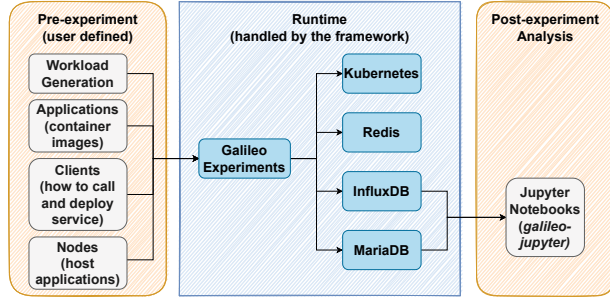 Pre-experiment
(user defined)
Workload
Generation
Applications
(container
images)
Clients
(how to call
and deploy
service)
Nodes
(host
applications)
Runtime
(handled by the framework)
Galileo
Experiments
Kubernetes
Redis
InfluxDB
MariaDB
Post-experiment
Analysis
Jupyter
Notebooks
(galileo-
jupyter)